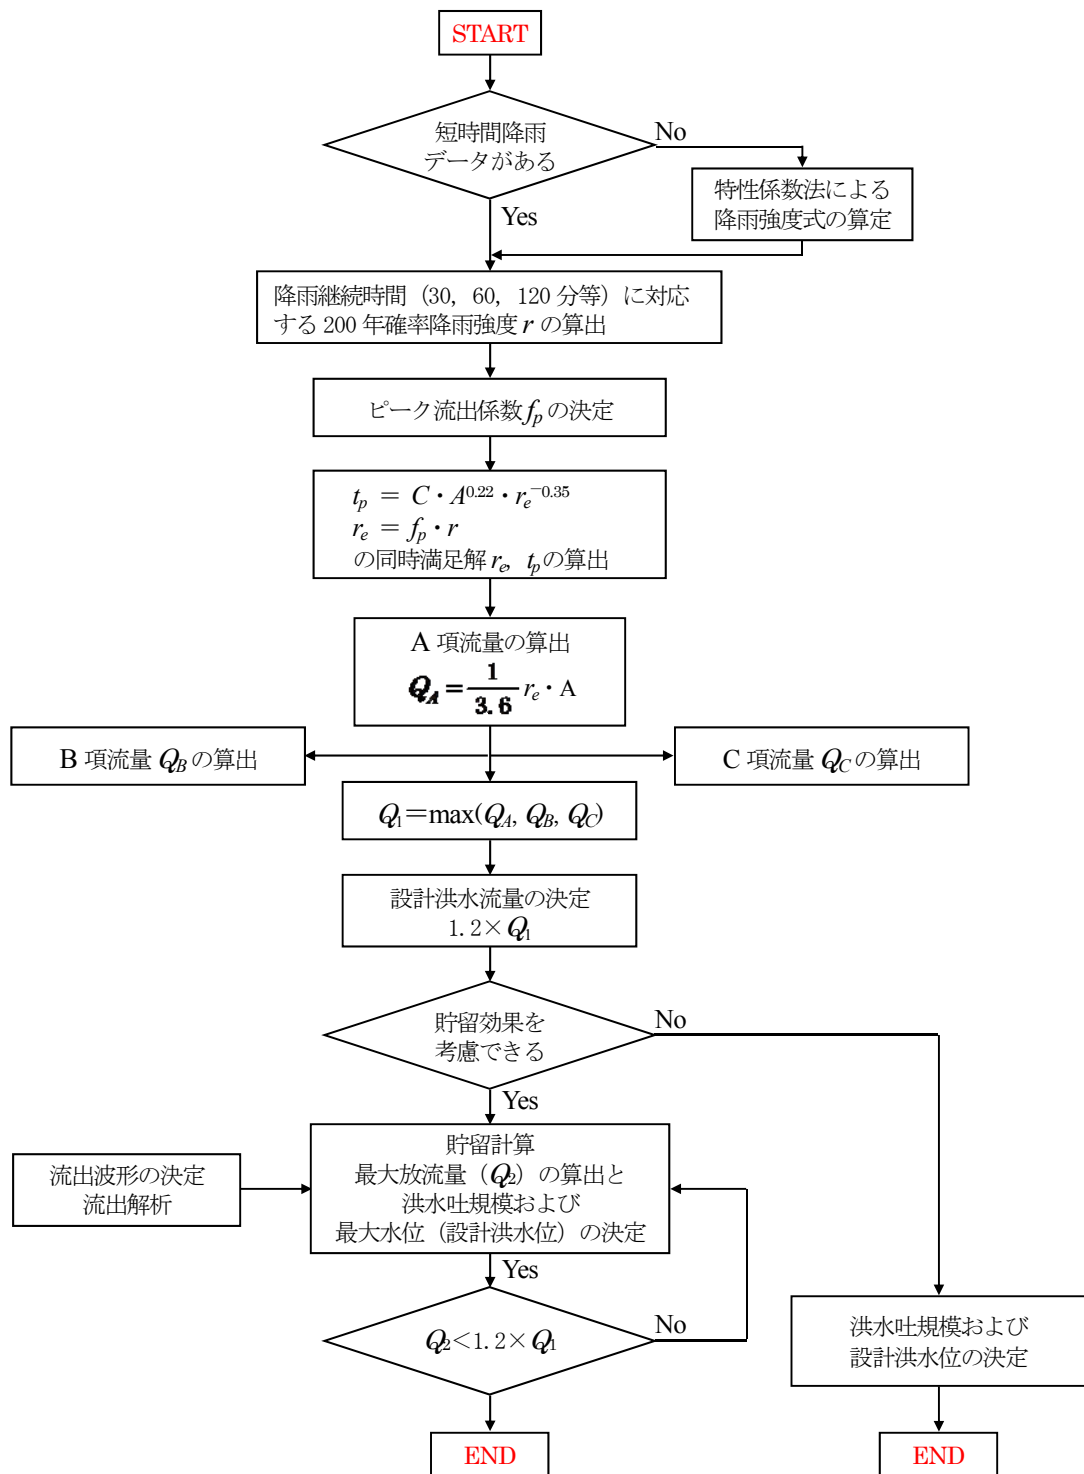 START
短時間降雨
データがある
No
特性係数法による
降雨強度式の算定
Yes
降雨継続時間（30，60，120 分等）に対応
する 200 年確率降雨強度 r の算出
ピーク流出係数 fp の決定
tp ＝ C・A^0.22・re^−0.35
re ＝ fp・r
の同時満足解 re, tp の算出
A 項流量の算出
QA＝1/3.6 re・A
B 項流量 QB の算出
C 項流量 QC の算出
Q1＝max(QA, QB, QC)
設計洪水流量の決定
1.2×Q1
貯留効果を
考慮できる
No
Yes
流出波形の決定
流出解析
貯留計算
最大放流量（Q2）の算出と
洪水吐規模および
最大水位（設計洪水位）の決定
Yes
Q2＜1.2×Q1
No
洪水吐規模および
設計洪水位の決定
END
END